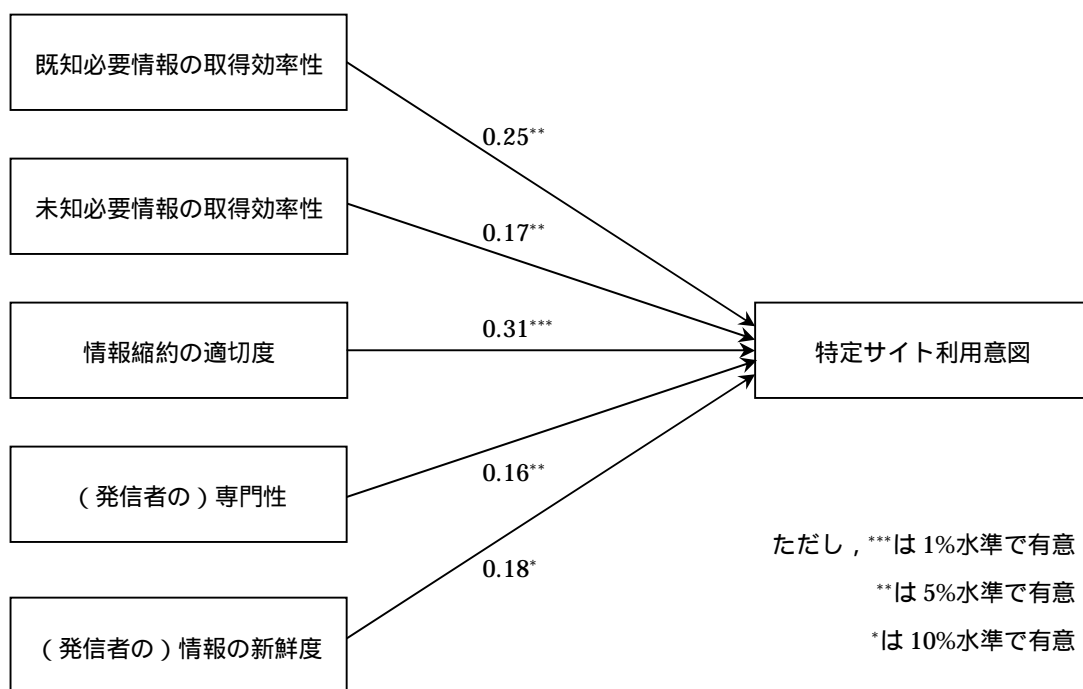 既知必要情報の取得効率性
0.25**
未知必要情報の取得効率性
0.17**
情報縮約の適切度
0.31***
特定サイト利用意図
（発信者の）専門性
0.16**
（発信者の）情報の新鮮度
0.18*
ただし，***は 1%水準で有意
**は 5%水準で有意
*は 10%水準で有意